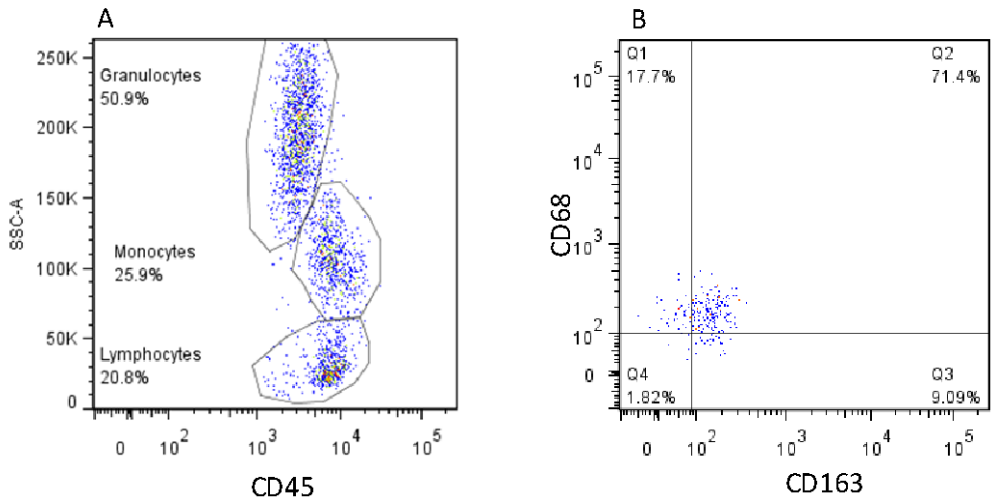 A
250K
200K
150K
100K
50K
0
SSC-A
Granulocytes
50.9%
Monocytes
25.9%
Lymphocytes
20.8%
0 10² 10³ 10⁴ 10⁵
CD45
B
10⁵
10⁴
10³
10²
0
CD68
Q1
17.7%
Q2
71.4%
Q4
1.82%
Q3
9.09%
0 10² 10³ 10⁴ 10⁵
CD163